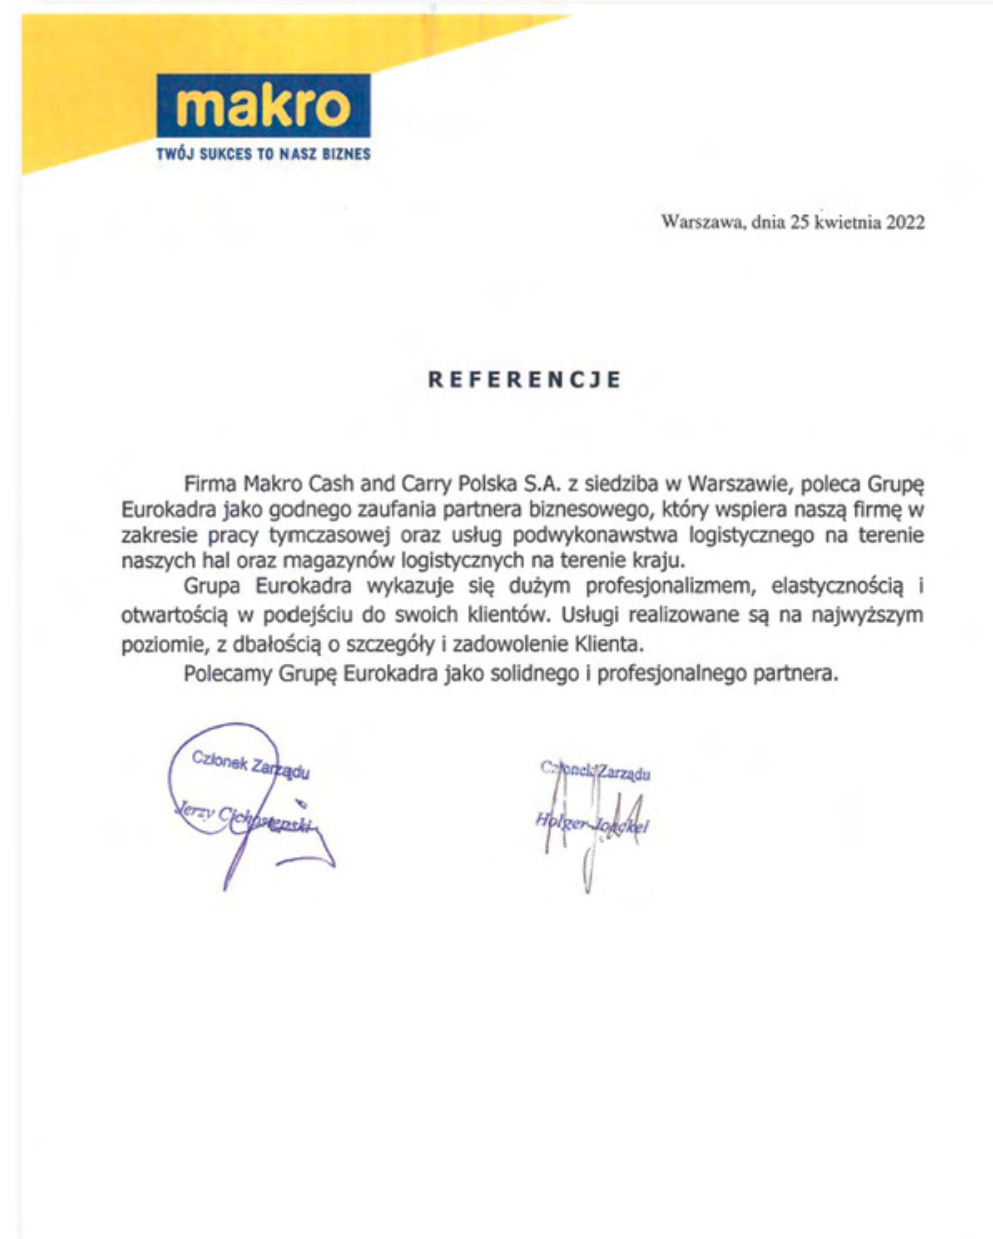 makro
TWÓJ SUKCES TO NASZ BIZNES
Warszawa, dnia 25 kwietnia 2022
REFERENCJE
Firma Makro Cash and Carry Polska S.A. z siedziba w Warszawie, poleca Grupę
Eurokadra jako godnego zaufania partnera biznesowego, który wspiera naszą firmę w
zakresie pracy tymczasowej oraz usług podwykonawstwa logistycznego na terenie
naszych hal oraz magazynów logistycznych na terenie kraju.
Grupa Eurokadra wykazuje się dużym profesjonalizmem, elastycznością i
otwartością w podejściu do swoich klientów. Usługi realizowane są na najwyższym
poziomie, z dbałością o szczegóły i zadowolenie Klienta.
Polecamy Grupę Eurokadra jako solidnego i profesjonalnego partnera.
Członek Zarządu
Jerzy
Członek Zarządu
Holger Joeckel